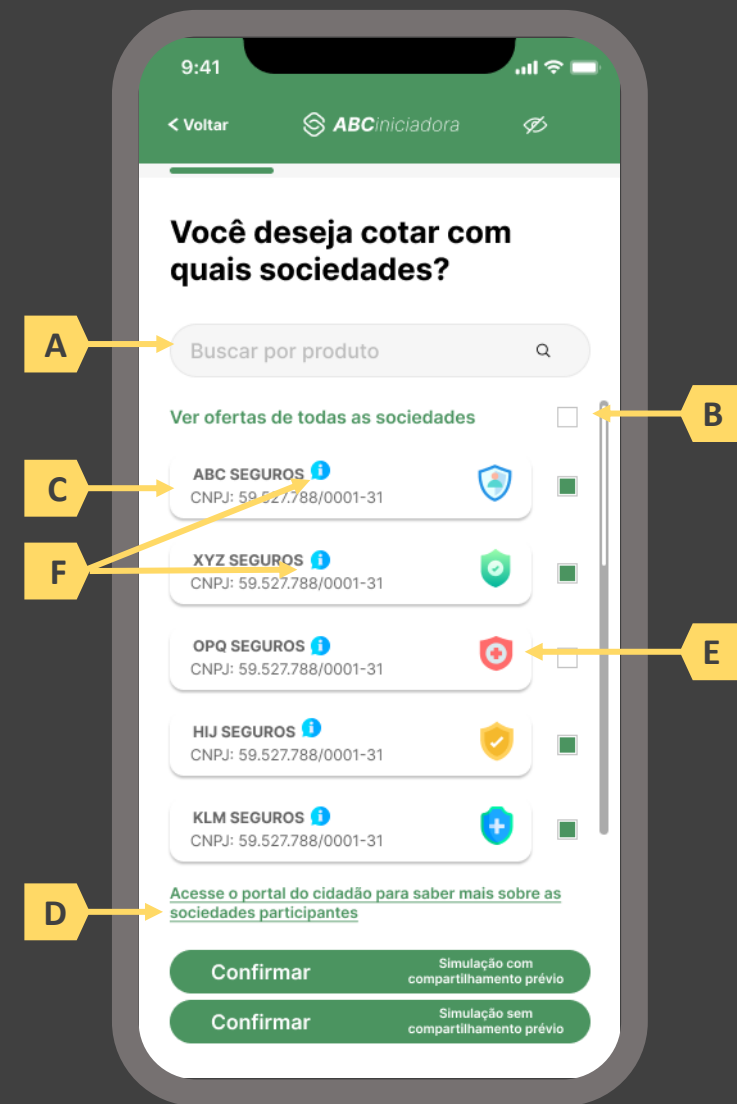 9:41
< Voltar
ABCiniciadora
Você deseja cotar com
quais sociedades?
A
Buscar por produto
Ver ofertas de todas as sociedades
B
C
ABC SEGUROS
CNPJ: 59.527.788/0001-31
F
XYZ SEGUROS
CNPJ: 59.527.788/0001-31
OPQ SEGUROS
CNPJ: 59.527.788/0001-31
E
HIJ SEGUROS
CNPJ: 59.527.788/0001-31
KLM SEGUROS
CNPJ: 59.527.788/0001-31
D
Acesse o portal do cidadão para saber mais sobre as
sociedades participantes
Confirmar
Simulação com
compartilhamento prévio
Confirmar
Simulação sem
compartilhamento prévio